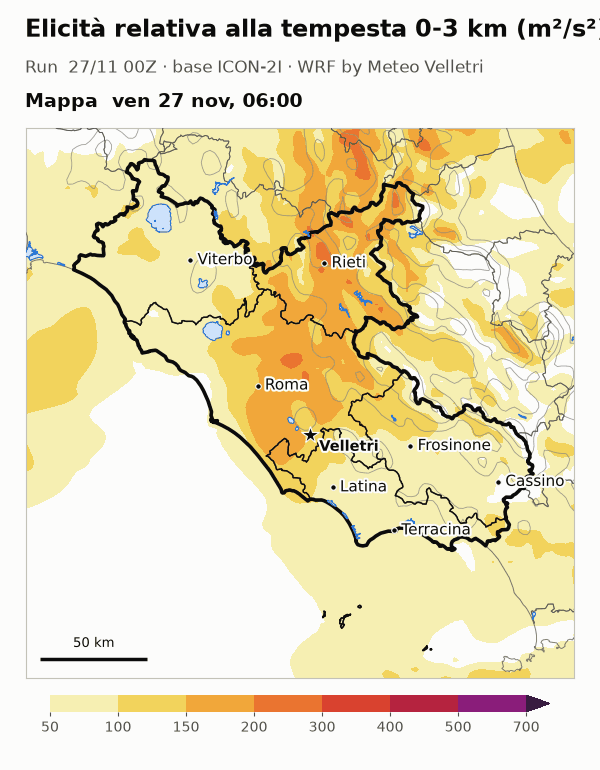 Elicità relativa alla tempesta 0-3 km (m²/s²)
Run 27/11 00Z · base ICON-2I · WRF by Meteo Velletri
Mappa ven 27 nov, 06:00
Viterbo
Rieti
Roma
Velletri
Frosinone
Latina
Cassino
Terracina
50 km
50 100 150 200 300 400 500 700